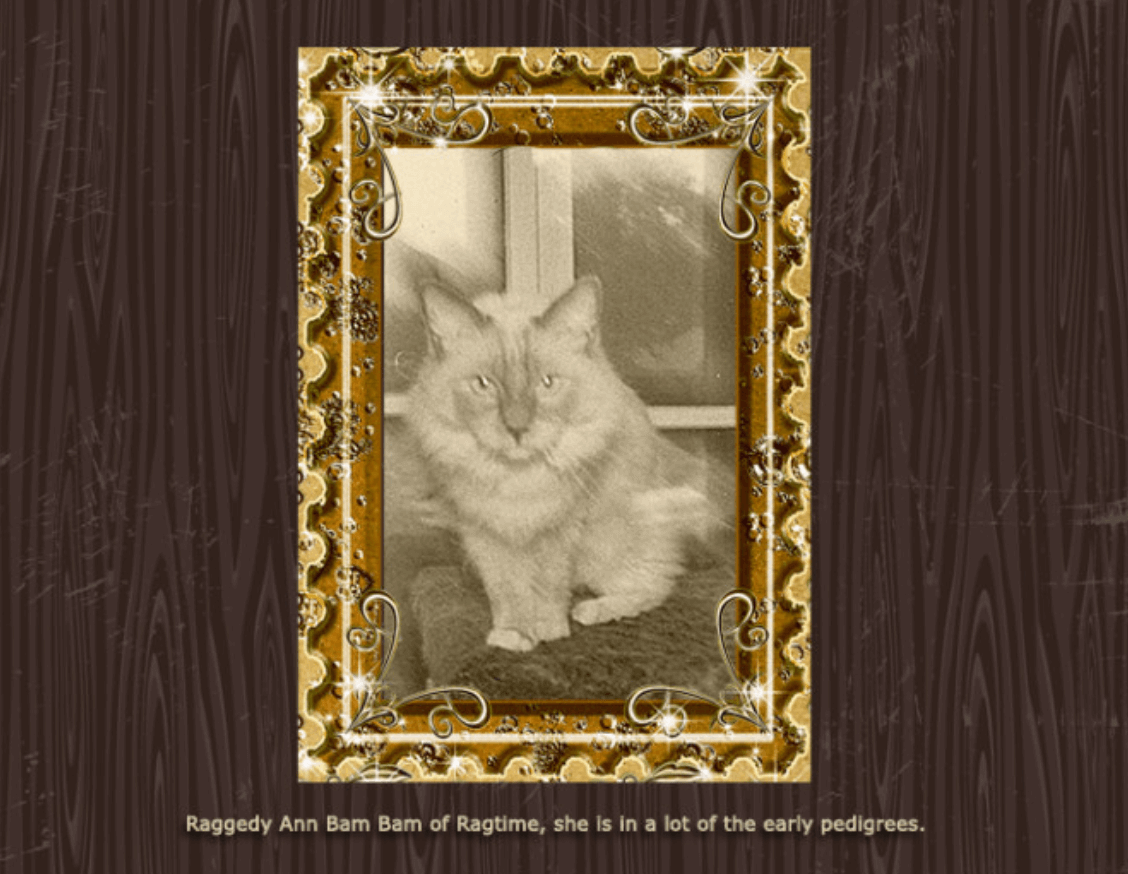 Raggedy Ann Bam Bam of Ragtime, she is in a lot of the early pedigrees.